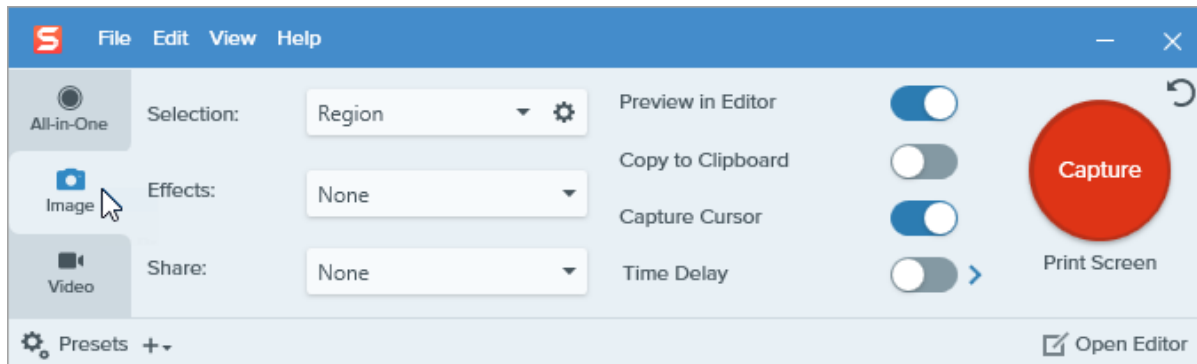 File Edit View Help
All-in-One
Image
Video
Selection: Region
Effects: None
Share: None
Preview in Editor
Copy to Clipboard
Capture Cursor
Time Delay
Capture
Print Screen
Presets
Open Editor